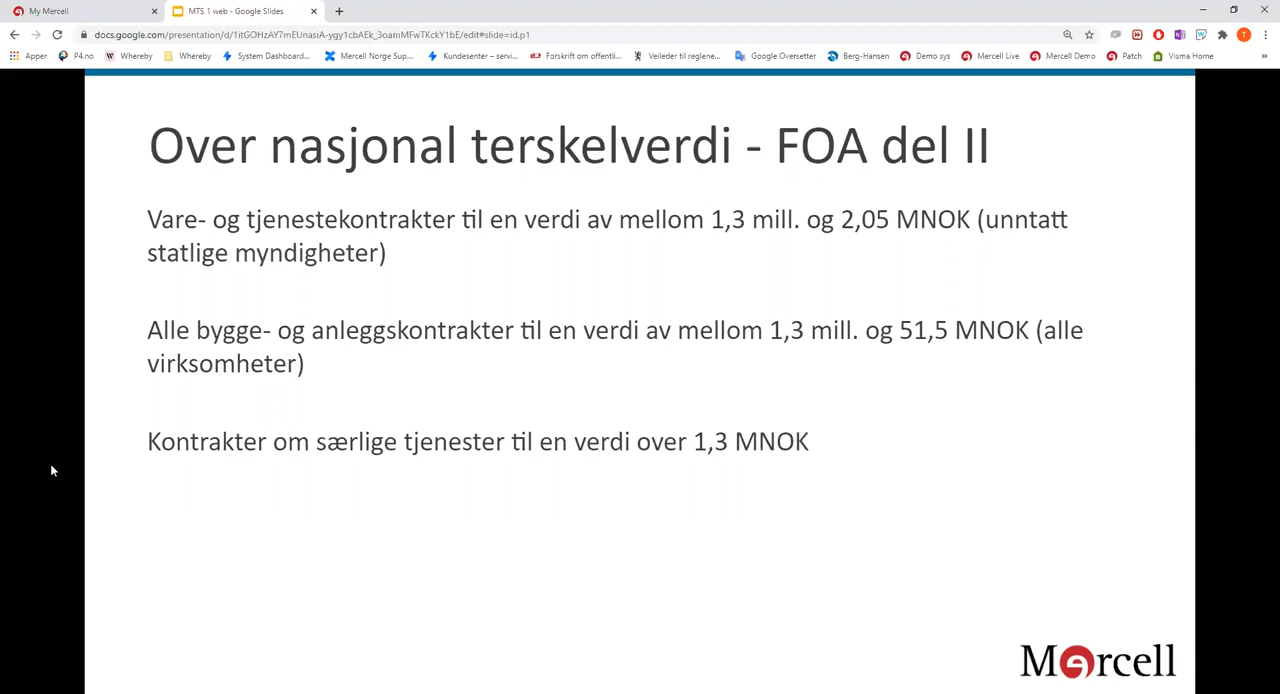 My Mercell
MTS 1 web - Google Slides
docs.google.com/presentation/d/1itGOHzAY7mEUnasiA-ygy1cbAEk_3oamMFwTKckY1bE/edit#slide=id.p1
Apper P4.no Whereby Whereby System Dashboard... Mercell Norge Sup... Kundesenter – servi... Forskrift om offentli... Veileder til reglene... Google Oversetter Berg-Hansen Demo sys Mercell Live Mercell Demo Patch Visma Home »
Over nasjonal terskelverdi - FOA del II
Vare- og tjenestekontrakter til en verdi av mellom 1,3 mill. og 2,05 MNOK (unntatt
statlige myndigheter)
Alle bygge- og anleggskontrakter til en verdi av mellom 1,3 mill. og 51,5 MNOK (alle
virksomheter)
Kontrakter om særlige tjenester til en verdi over 1,3 MNOK
Mercell